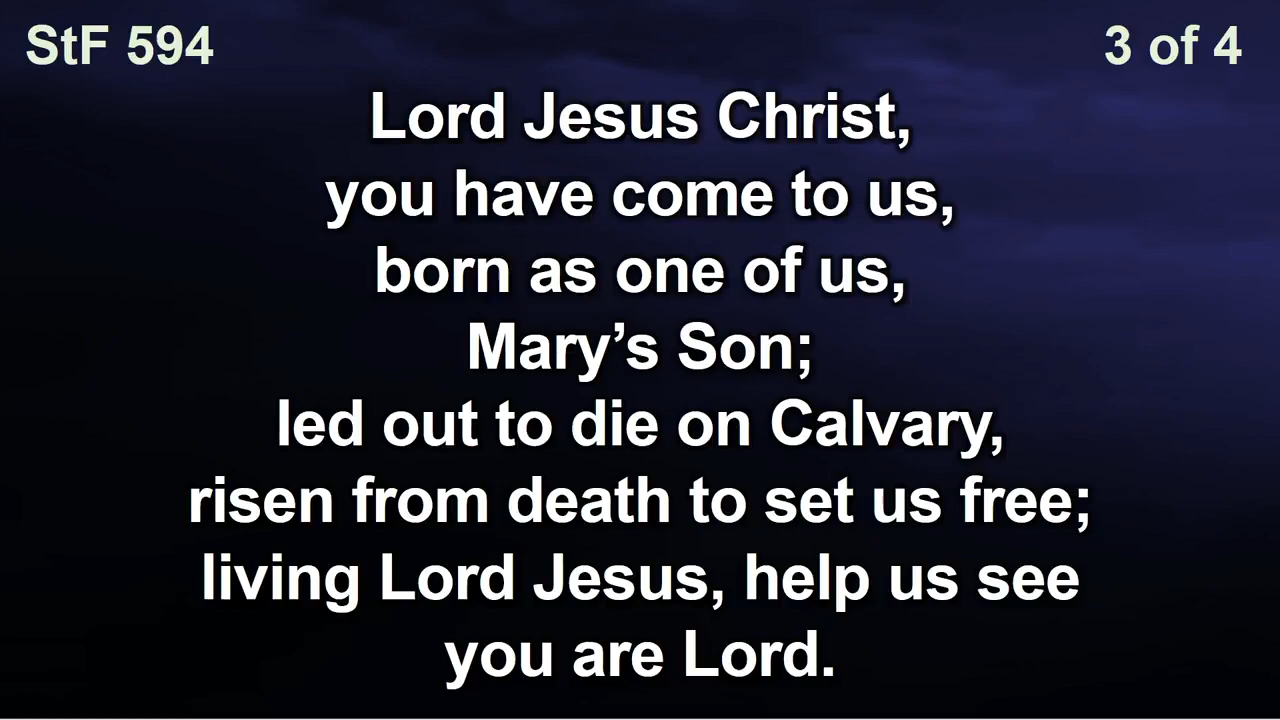 StF 594
3 of 4
Lord Jesus Christ,
you have come to us,
born as one of us,
Mary’s Son;
led out to die on Calvary,
risen from death to set us free;
living Lord Jesus, help us see
you are Lord.